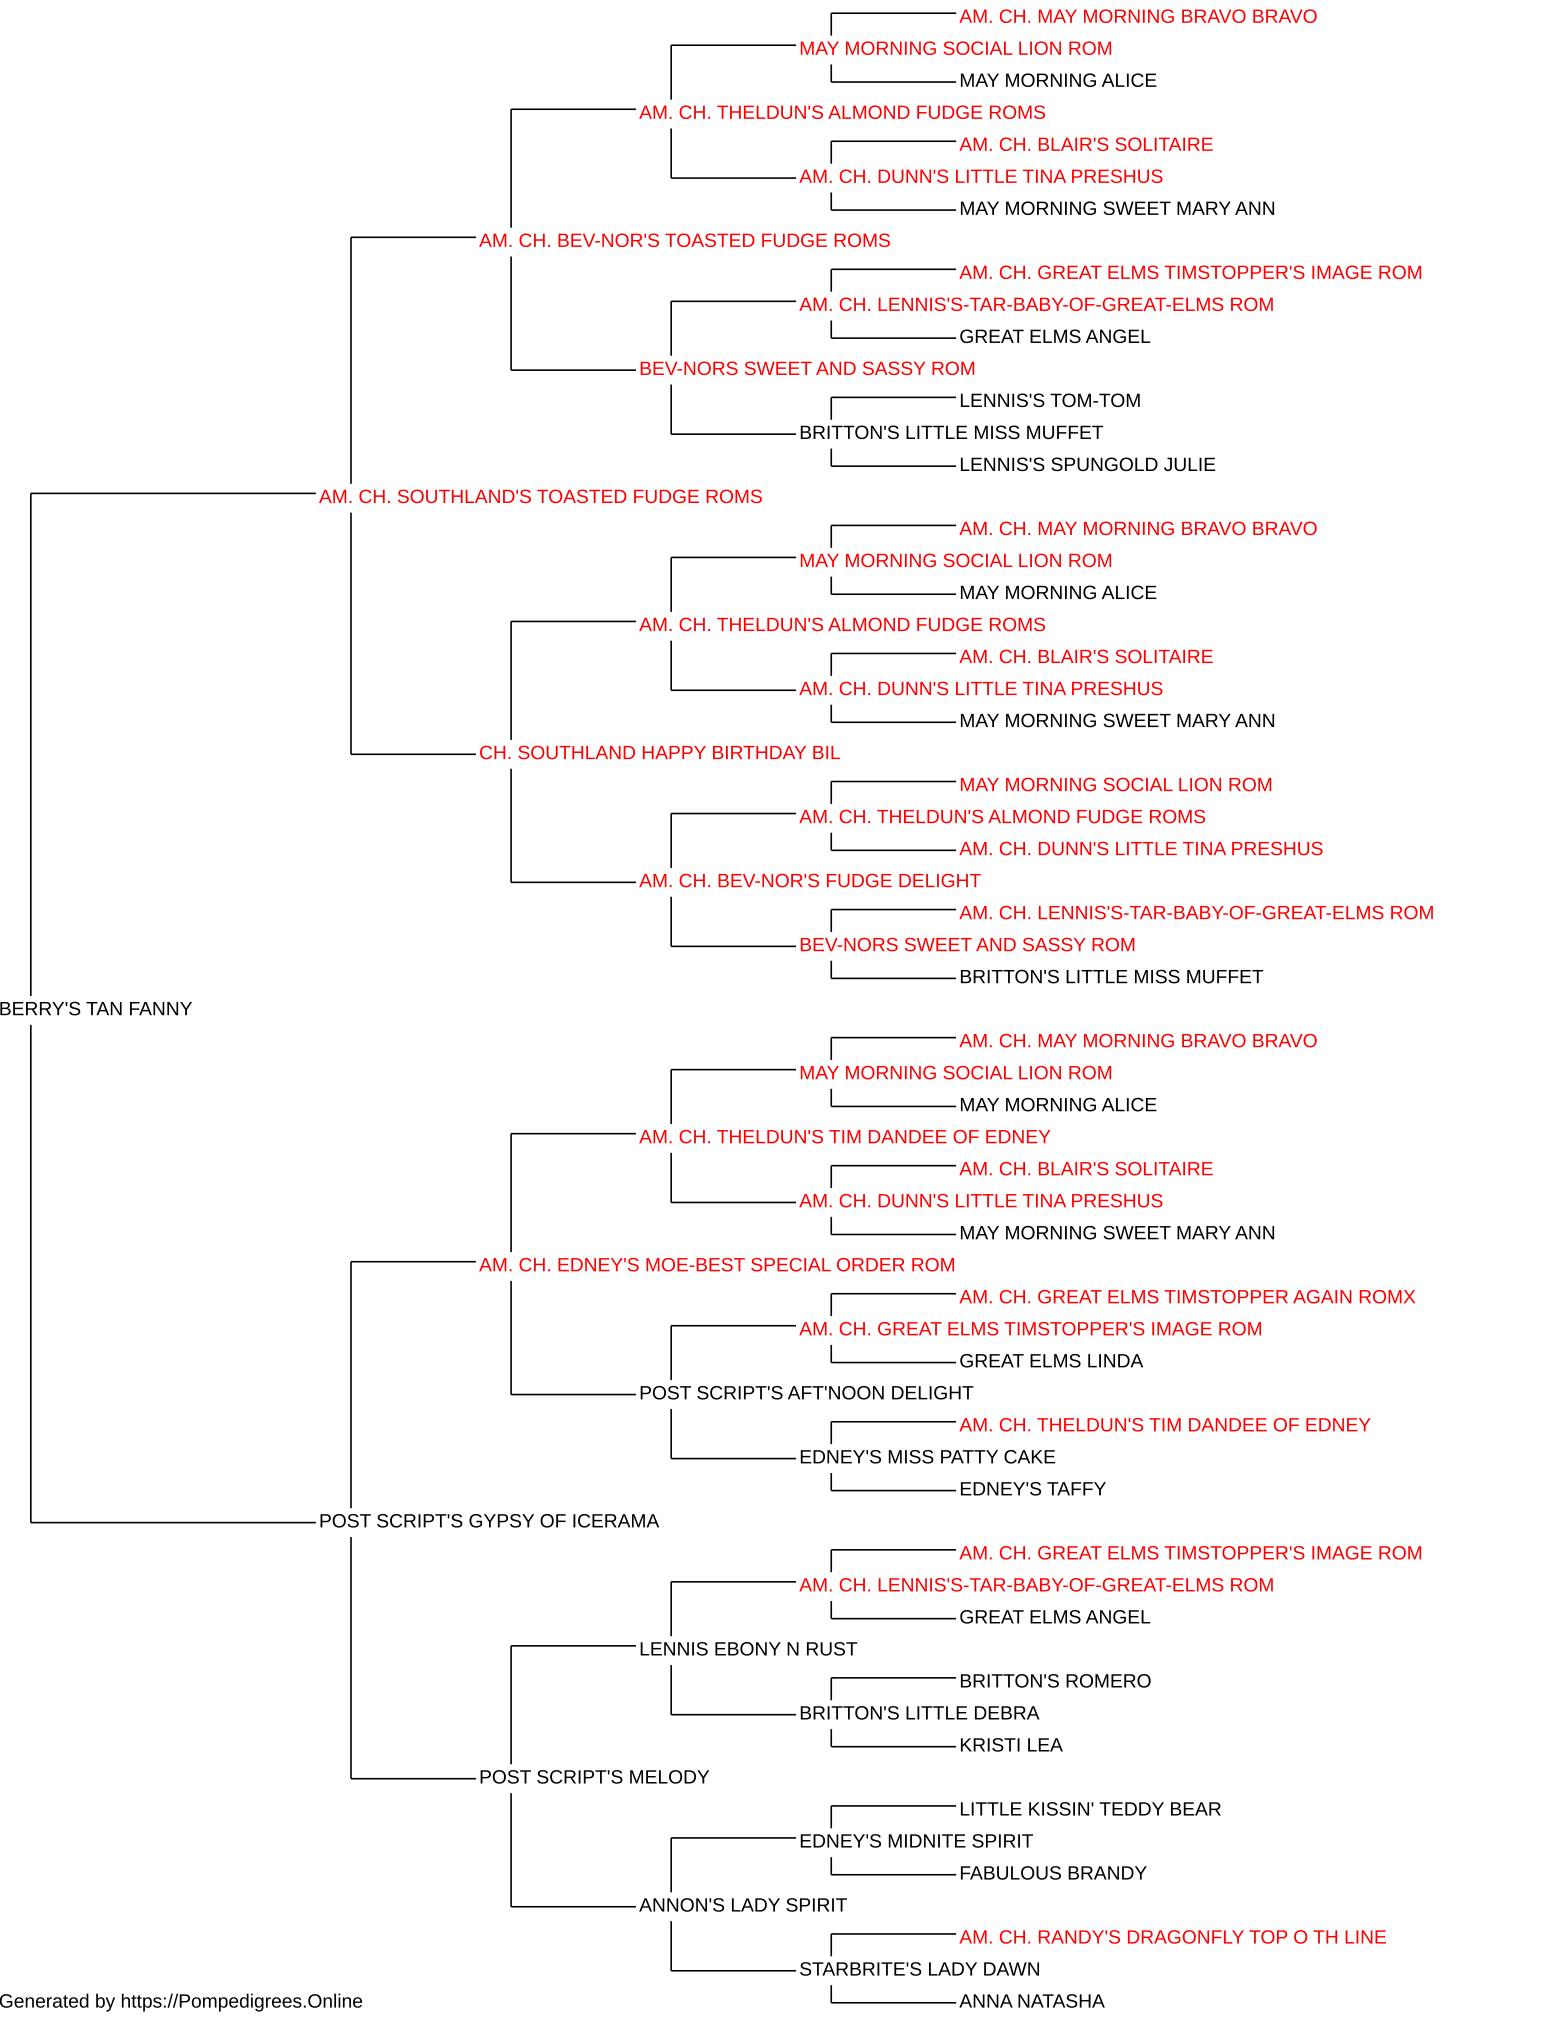 AM. CH. MAY MORNING BRAVO BRAVO
MAY MORNING SOCIAL LION ROM
MAY MORNING ALICE
AM. CH. THELDUN'S ALMOND FUDGE ROMS
AM. CH. BLAIR'S SOLITAIRE
AM. CH. DUNN'S LITTLE TINA PRESHUS
MAY MORNING SWEET MARY ANN
AM. CH. BEV-NOR'S TOASTED FUDGE ROMS
AM. CH. GREAT ELMS TIMSTOPPER'S IMAGE ROM
AM. CH. LENNIS'S-TAR-BABY-OF-GREAT-ELMS ROM
GREAT ELMS ANGEL
BEV-NORS SWEET AND SASSY ROM
LENNIS'S TOM-TOM
BRITTON'S LITTLE MISS MUFFET
LENNIS'S SPUNGOLD JULIE
AM. CH. SOUTHLAND'S TOASTED FUDGE ROMS
AM. CH. MAY MORNING BRAVO BRAVO
MAY MORNING SOCIAL LION ROM
MAY MORNING ALICE
AM. CH. THELDUN'S ALMOND FUDGE ROMS
AM. CH. BLAIR'S SOLITAIRE
AM. CH. DUNN'S LITTLE TINA PRESHUS
MAY MORNING SWEET MARY ANN
CH. SOUTHLAND HAPPY BIRTHDAY BIL
MAY MORNING SOCIAL LION ROM
AM. CH. THELDUN'S ALMOND FUDGE ROMS
AM. CH. DUNN'S LITTLE TINA PRESHUS
AM. CH. BEV-NOR'S FUDGE DELIGHT
AM. CH. LENNIS'S-TAR-BABY-OF-GREAT-ELMS ROM
BEV-NORS SWEET AND SASSY ROM
BRITTON'S LITTLE MISS MUFFET
BERRY'S TAN FANNY
AM. CH. MAY MORNING BRAVO BRAVO
MAY MORNING SOCIAL LION ROM
MAY MORNING ALICE
AM. CH. THELDUN'S TIM DANDEE OF EDNEY
AM. CH. BLAIR'S SOLITAIRE
AM. CH. DUNN'S LITTLE TINA PRESHUS
MAY MORNING SWEET MARY ANN
AM. CH. EDNEY'S MOE-BEST SPECIAL ORDER ROM
AM. CH. GREAT ELMS TIMSTOPPER AGAIN ROMX
AM. CH. GREAT ELMS TIMSTOPPER'S IMAGE ROM
GREAT ELMS LINDA
POST SCRIPT'S AFT'NOON DELIGHT
AM. CH. THELDUN'S TIM DANDEE OF EDNEY
EDNEY'S MISS PATTY CAKE
EDNEY'S TAFFY
POST SCRIPT'S GYPSY OF ICERAMA
AM. CH. GREAT ELMS TIMSTOPPER'S IMAGE ROM
AM. CH. LENNIS'S-TAR-BABY-OF-GREAT-ELMS ROM
GREAT ELMS ANGEL
LENNIS EBONY N RUST
BRITTON'S ROMERO
BRITTON'S LITTLE DEBRA
KRISTI LEA
POST SCRIPT'S MELODY
LITTLE KISSIN' TEDDY BEAR
EDNEY'S MIDNITE SPIRIT
FABULOUS BRANDY
ANNON'S LADY SPIRIT
AM. CH. RANDY'S DRAGONFLY TOP O TH LINE
STARBRITE'S LADY DAWN
ANNA NATASHA
Generated by https://Pompedigrees.Online